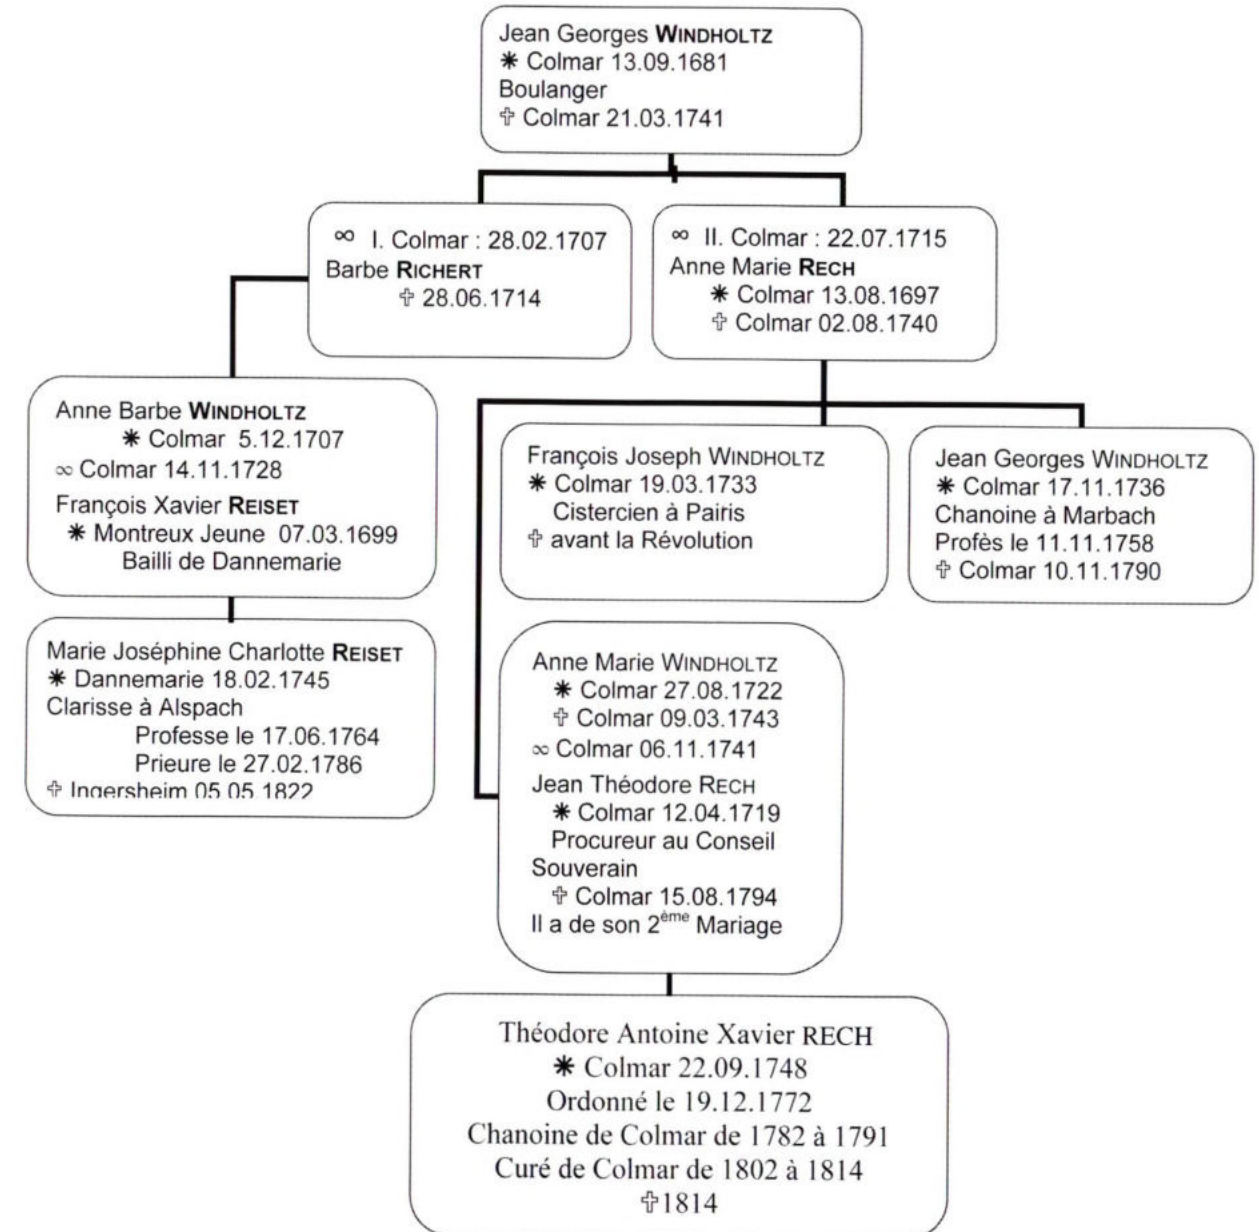 Jean Georges WINDHOLTZ
✷ Colmar 13.09.1681
Boulanger
✞ Colmar 21.03.1741
∞ I. Colmar : 28.02.1707
Barbe RICHERT
✞ 28.06.1714
∞ II. Colmar : 22.07.1715
Anne Marie RECH
✷ Colmar 13.08.1697
✞ Colmar 02.08.1740
Anne Barbe WINDHOLTZ
✷ Colmar 5.12.1707
∞ Colmar 14.11.1728
François Xavier REISET
✷ Montreux Jeune 07.03.1699
Bailli de Dannemarie
François Joseph WINDHOLTZ
✷ Colmar 19.03.1733
Cistercien à Pairis
✞ avant la Révolution
Jean Georges WINDHOLTZ
✷ Colmar 17.11.1736
Chanoine à Marbach
Profès le 11.11.1758
✞ Colmar 10.11.1790
Marie Joséphine Charlotte REISET
✷ Dannemarie 18.02.1745
Clarisse à Alspach
Professe le 17.06.1764
Prieure le 27.02.1786
✞ Ingersheim 05.05.1822
Anne Marie WINDHOLTZ
✷ Colmar 27.08.1722
✞ Colmar 09.03.1743
∞ Colmar 06.11.1741
Jean Théodore RECH
✷ Colmar 12.04.1719
Procureur au Conseil
Souverain
✞ Colmar 15.08.1794
Il a de son 2ème Mariage
Théodore Antoine Xavier RECH
✷ Colmar 22.09.1748
Ordonné le 19.12.1772
Chanoine de Colmar de 1782 à 1791
Curé de Colmar de 1802 à 1814
✞1814